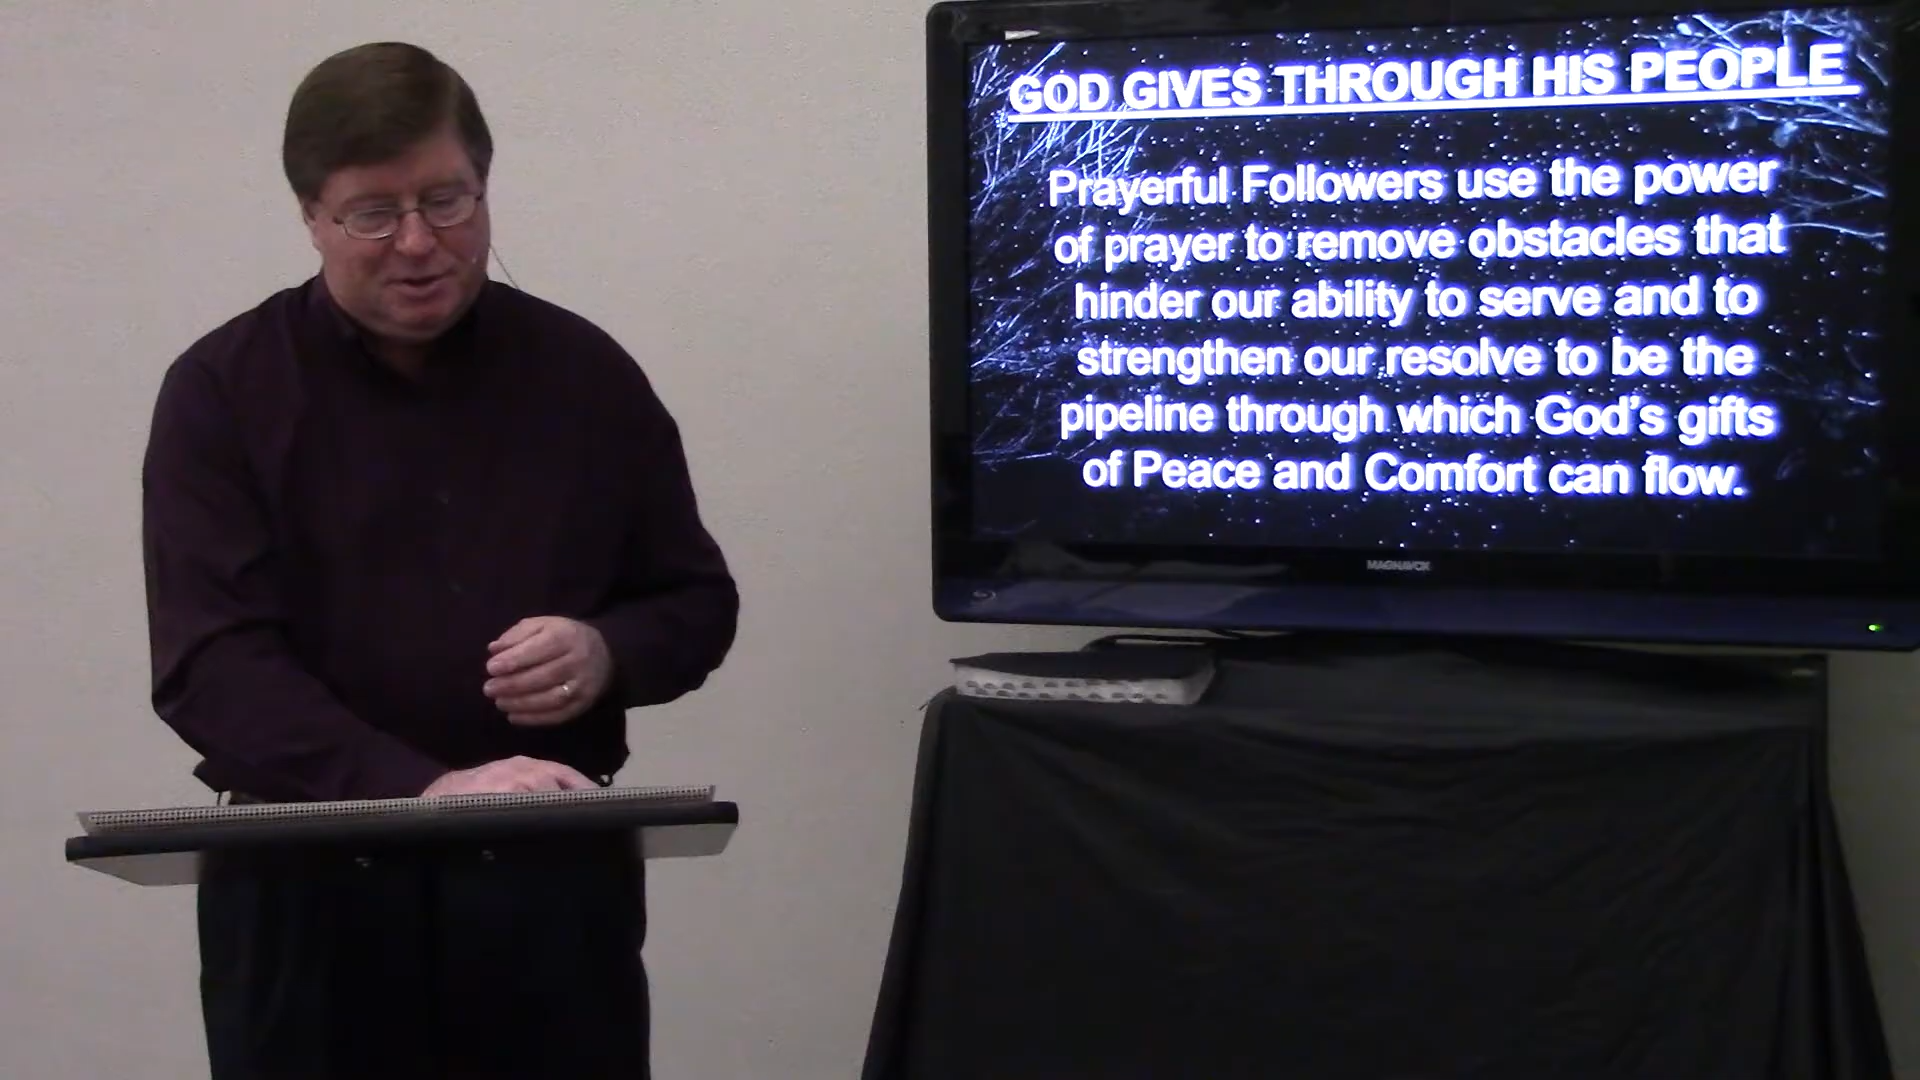 GOD GIVES THROUGH HIS PEOPLE
Prayerful Followers use the power
of prayer to remove obstacles that
hinder our ability to serve and to
strengthen our resolve to be the
pipeline through which God's gifts
of Peace and Comfort can flow.
MAGNAVOX